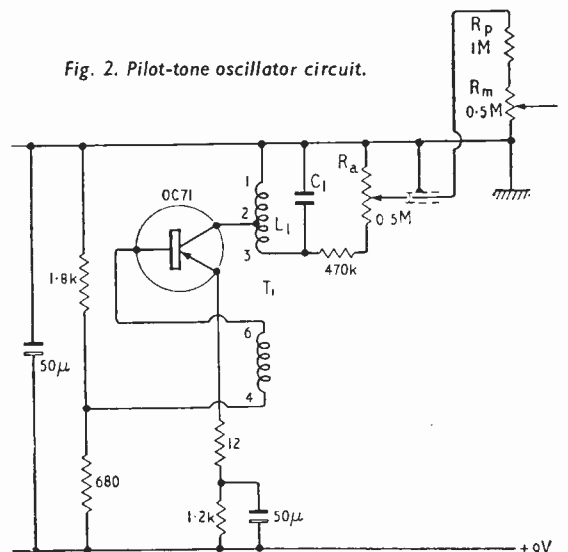 Fig. 2. Pilot-tone oscillator circuit.
Rp
1M
Rm
0·5M
OC71
1
2
3
L1
C1
Ra
0·5M
470k
T1
1·8k
6
4
50μ
12
680
1·2k
50μ
+9V